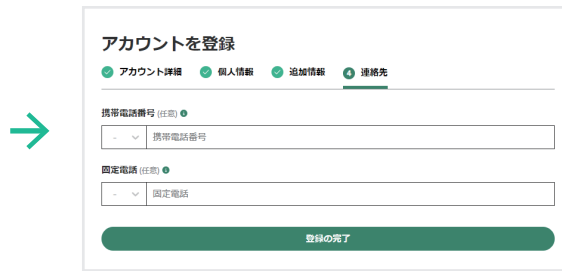 アカウントを登録
アカウント詳細 個人情報 追加情報 4 連絡先
携帯電話番号 (任意)
- 携帯電話番号
固定電話 (任意)
- 固定電話
登録の完了